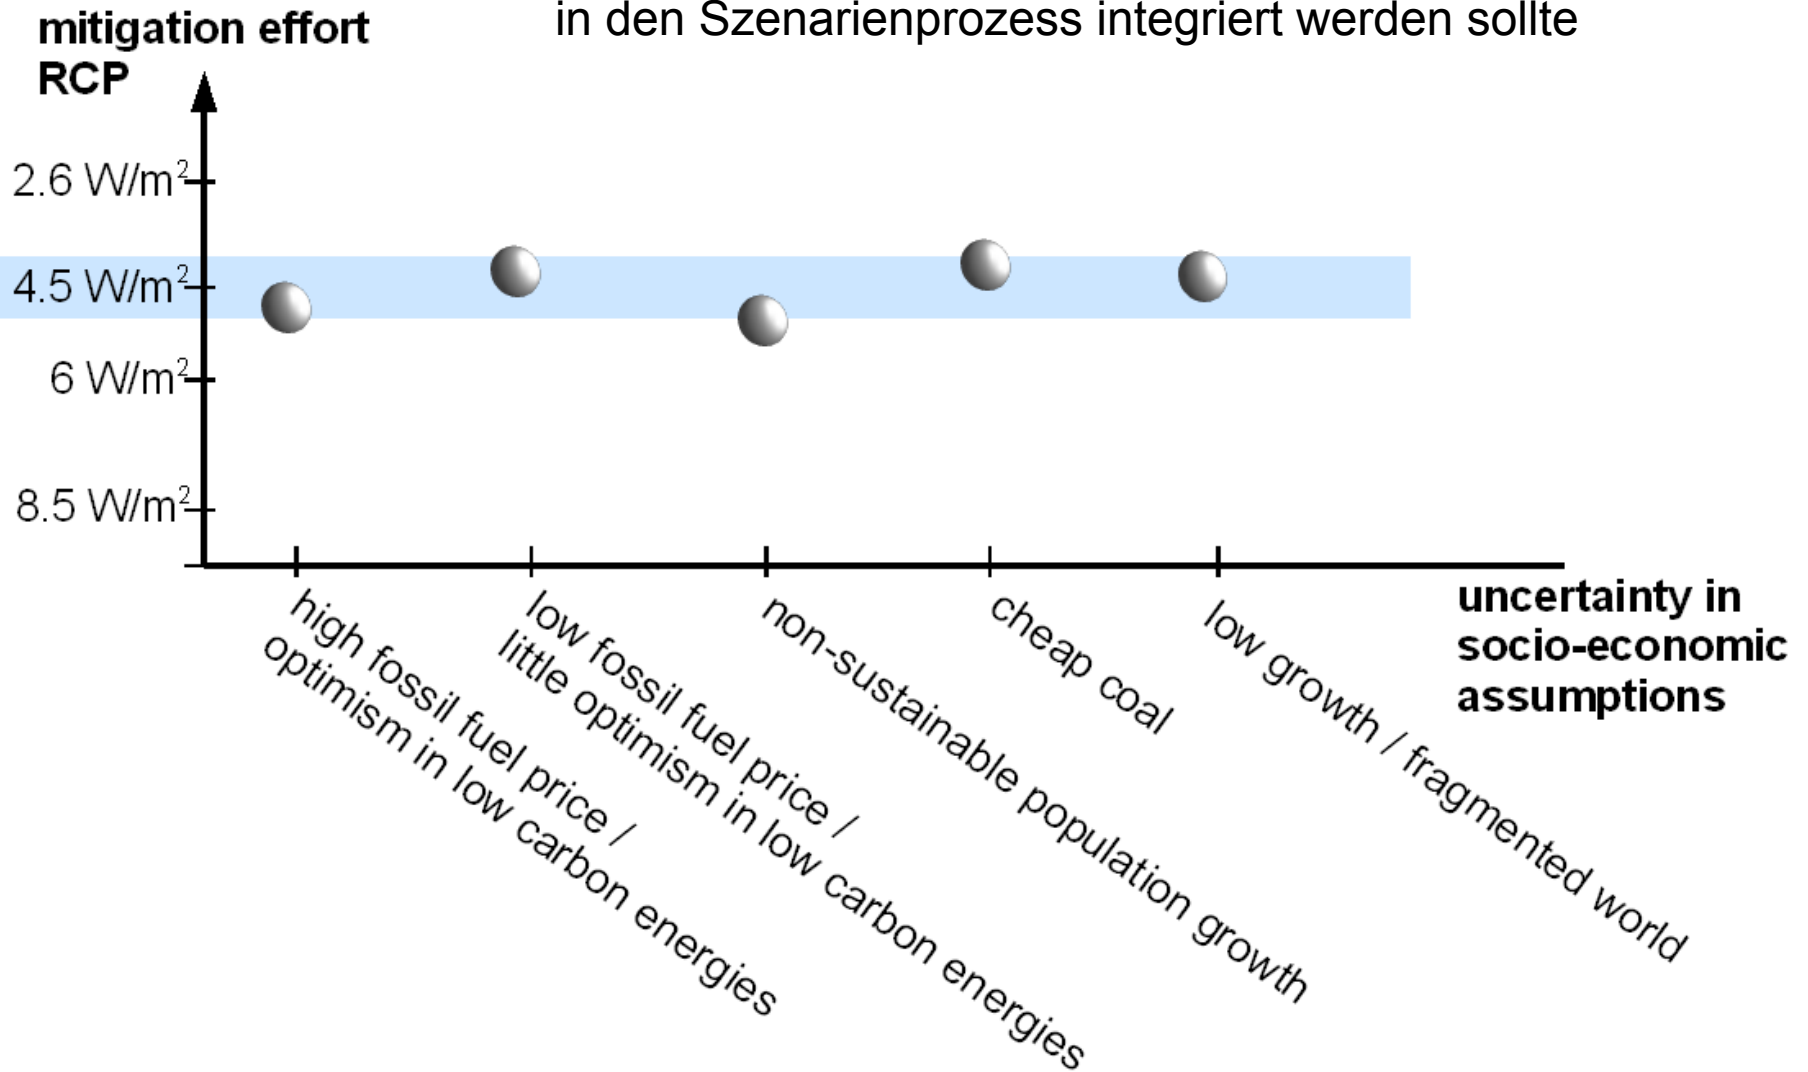 in den Szenarienprozess integriert werden sollte
mitigation effort
RCP
2.6 W/m²
4.5 W/m²
6 W/m²
8.5 W/m²
high fossil fuel price /
optimism in low carbon energies
low fossil fuel price /
little optimism in low carbon energies
non-sustainable population growth
cheap coal
low growth / fragmented world
uncertainty in
socio-economic
assumptions